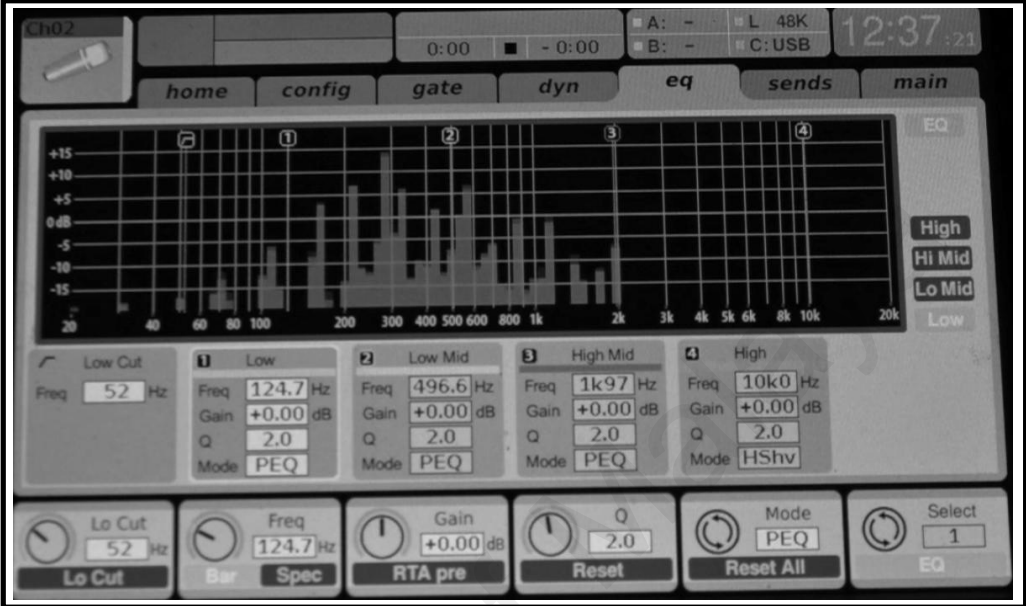 Ch02
A: - L 48K
0:00 - 0:00 B: - C: USB
12:37:21
home config gate dyn eq sends main
1 2 3 4 EQ
+15
+10
+5
0 dB
-5
-10
-15
20 40 60 80 100 200 300 400 500 600 800 1k 2k 3k 4k 5k 6k 8k 10k 20k
High
Hi Mid
Lo Mid
Low
Low Cut
Freq 52 Hz
1 Low
Freq 124.7 Hz
Gain +0.00 dB
Q 2.0
Mode PEQ
2 Low Mid
Freq 496.6 Hz
Gain +0.00 dB
Q 2.0
Mode PEQ
3 High Mid
Freq 1k97 Hz
Gain +0.00 dB
Q 2.0
Mode PEQ
4 High
Freq 10k0 Hz
Gain +0.00 dB
Q 2.0
Mode HShv
Lo Cut
52 Hz
Lo Cut
Freq
124.7 Hz
Bar Spec
Gain
+0.00 dB
RTA pre
Q
2.0
Reset
Mode
PEQ
Reset All
Select
1
EQ